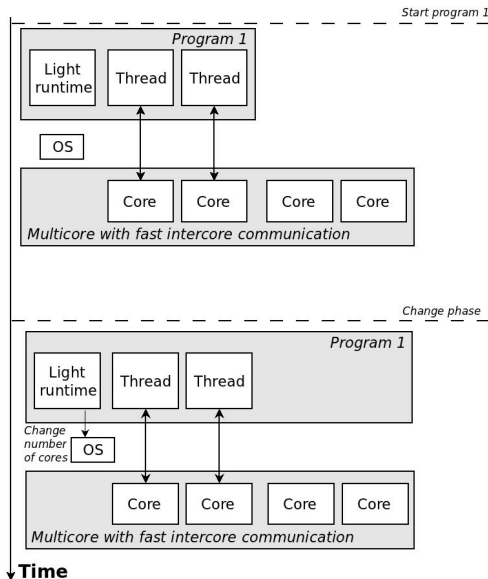 Start program 1
Program 1
Light
runtime
Thread
Thread
OS
Core
Core
Core
Core
Multicore with fast intercore communication
Change phase
Program 1
Light
runtime
Thread
Thread
Change
number
of cores
OS
Core
Core
Core
Core
Multicore with fast intercore communication
Time